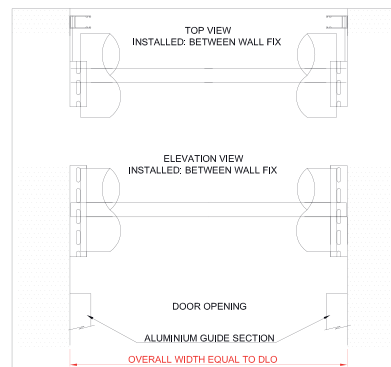 TOP VIEW
INSTALLED: BETWEEN WALL FIX
ELEVATION VIEW
INSTALLED: BETWEEN WALL FIX
DOOR OPENING
ALUMINIUM GUIDE SECTION
OVERALL WIDTH EQUAL TO DLO